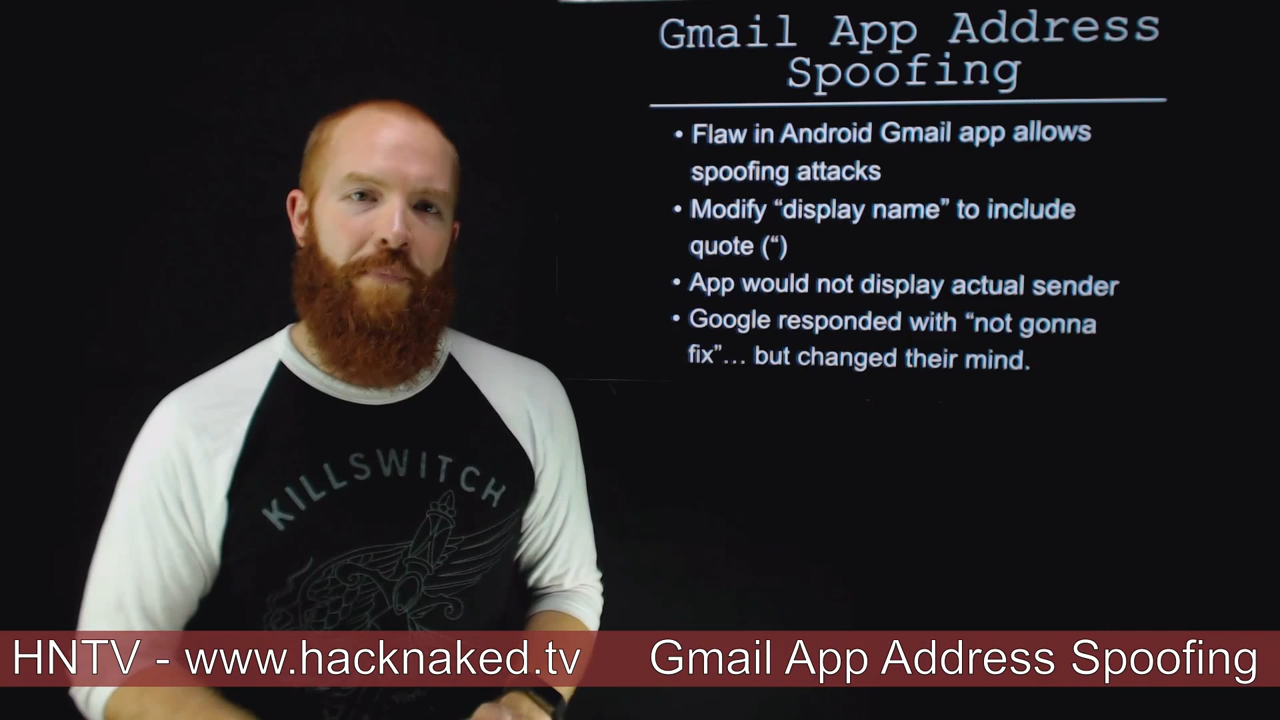 Gmail App Address
Spoofing
• Flaw in Android Gmail app allows
spoofing attacks
• Modify “display name” to include
quote (“)
• App would not display actual sender
• Google responded with “not gonna
fix”... but changed their mind.
KILLSWITCH
HNTV - www.hacknaked.tv Gmail App Address Spoofing